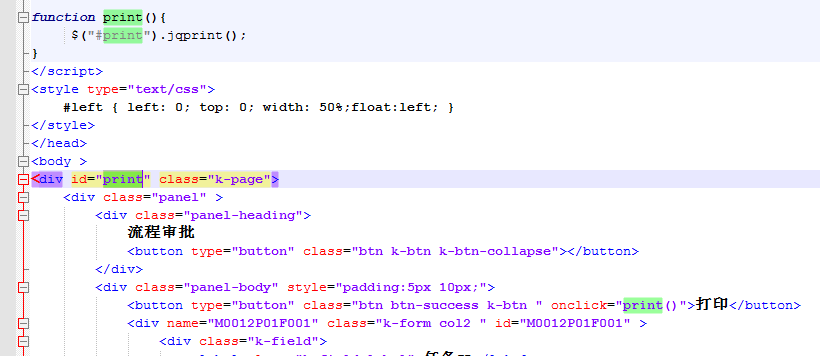 function print(){
$("#print").jqprint();
}
</script>
<style type="text/css">
#left { left: 0; top: 0; width: 50%;float:left; }
</style>
</head>
<body >
<div id="print" class="k-page">
<div class="panel" >
<div class="panel-heading">
流程审批
<button type="button" class="btn k-btn k-btn-collapse"></button>
</div>
<div class="panel-body" style="padding:5px 10px;">
<button type="button" class="btn btn-success k-btn " onclick="print()">打印</button>
<div name="M0012P01F001" class="k-form col2 " id="M0012P01F001" >
<div class="k-field">